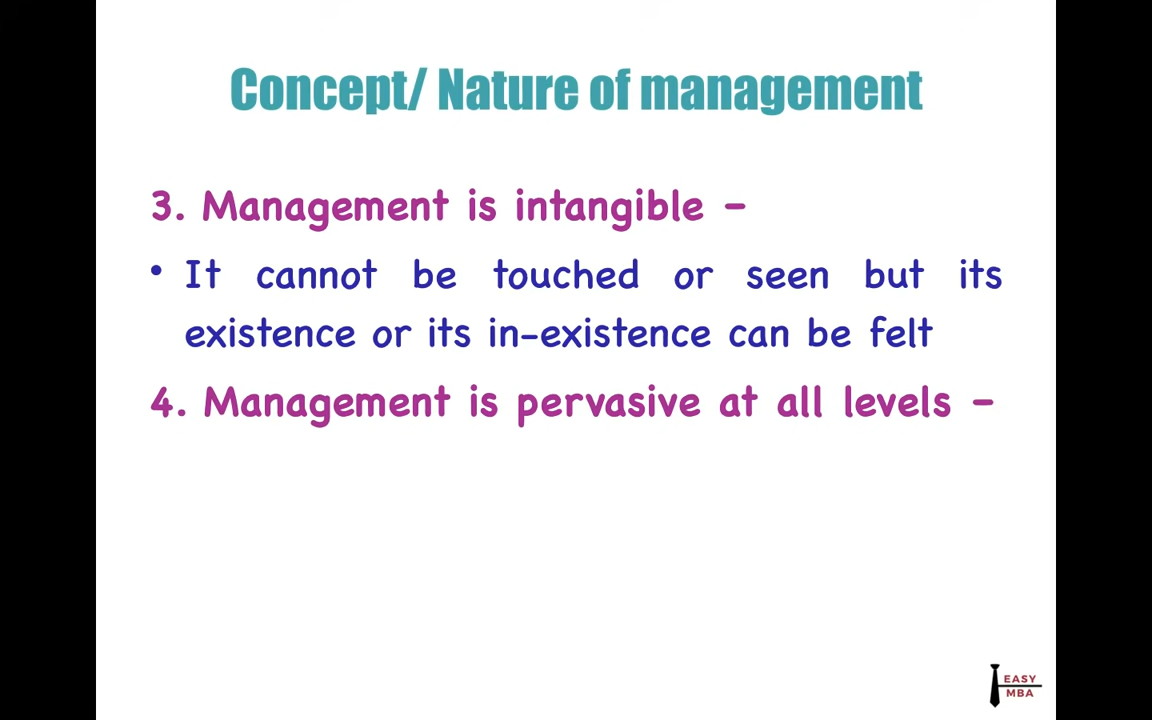 Concept/ Nature of management
3. Management is intangible –
• It cannot be touched or seen but its
existence or its in-existence can be felt
4. Management is pervasive at all levels –
EASY
MBA